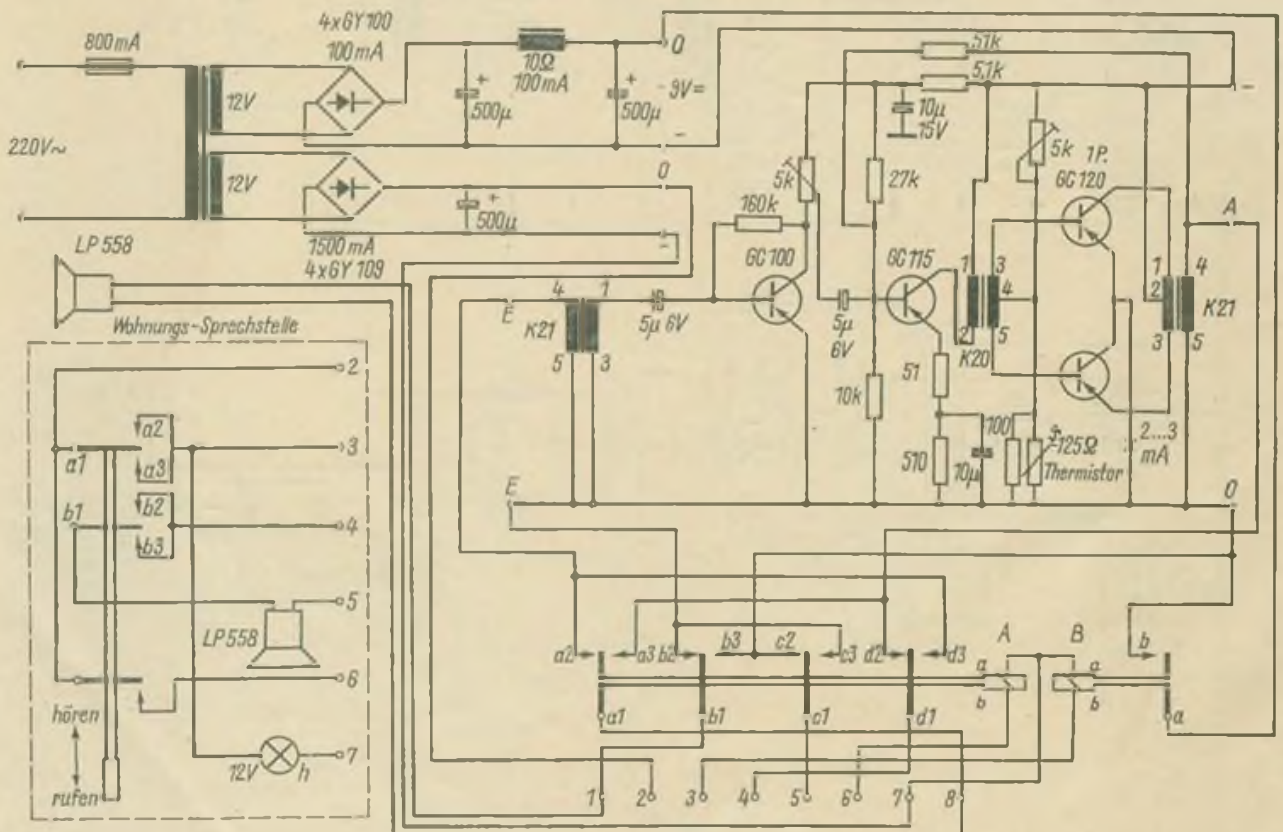 800mA
4xGY100
100mA
12V
220V~
12V
1500mA
4xGY109
+
500µ
10Ω
100mA
+
500µ
+
500µ
0
9V=
-
0
-
LP 558
Wohnungs-Sprechstelle
2
a1
a2
a3
3
b1
b2
b3
4
5
LP558
6
hören
rufen
12V
h
7
51k
5,1k
10µ
15V
5k
27k
5k
1P.
GC120
160k
GC100
GC115
E
4
1
K21
5
3
5µ 6V
5µ
6V
1
3
4
2
5
K20
51
10k
510
10µ
100
125Ω
Thermistor
2...3
mA
1
2
3
4
5
K21
A
-
E
0
a2
a3
b2
b3
c2
c3
d2
d3
A
B
a
b
a
b
b
a
a1
b1
c1
d1
1
2
3
4
5
6
7
8